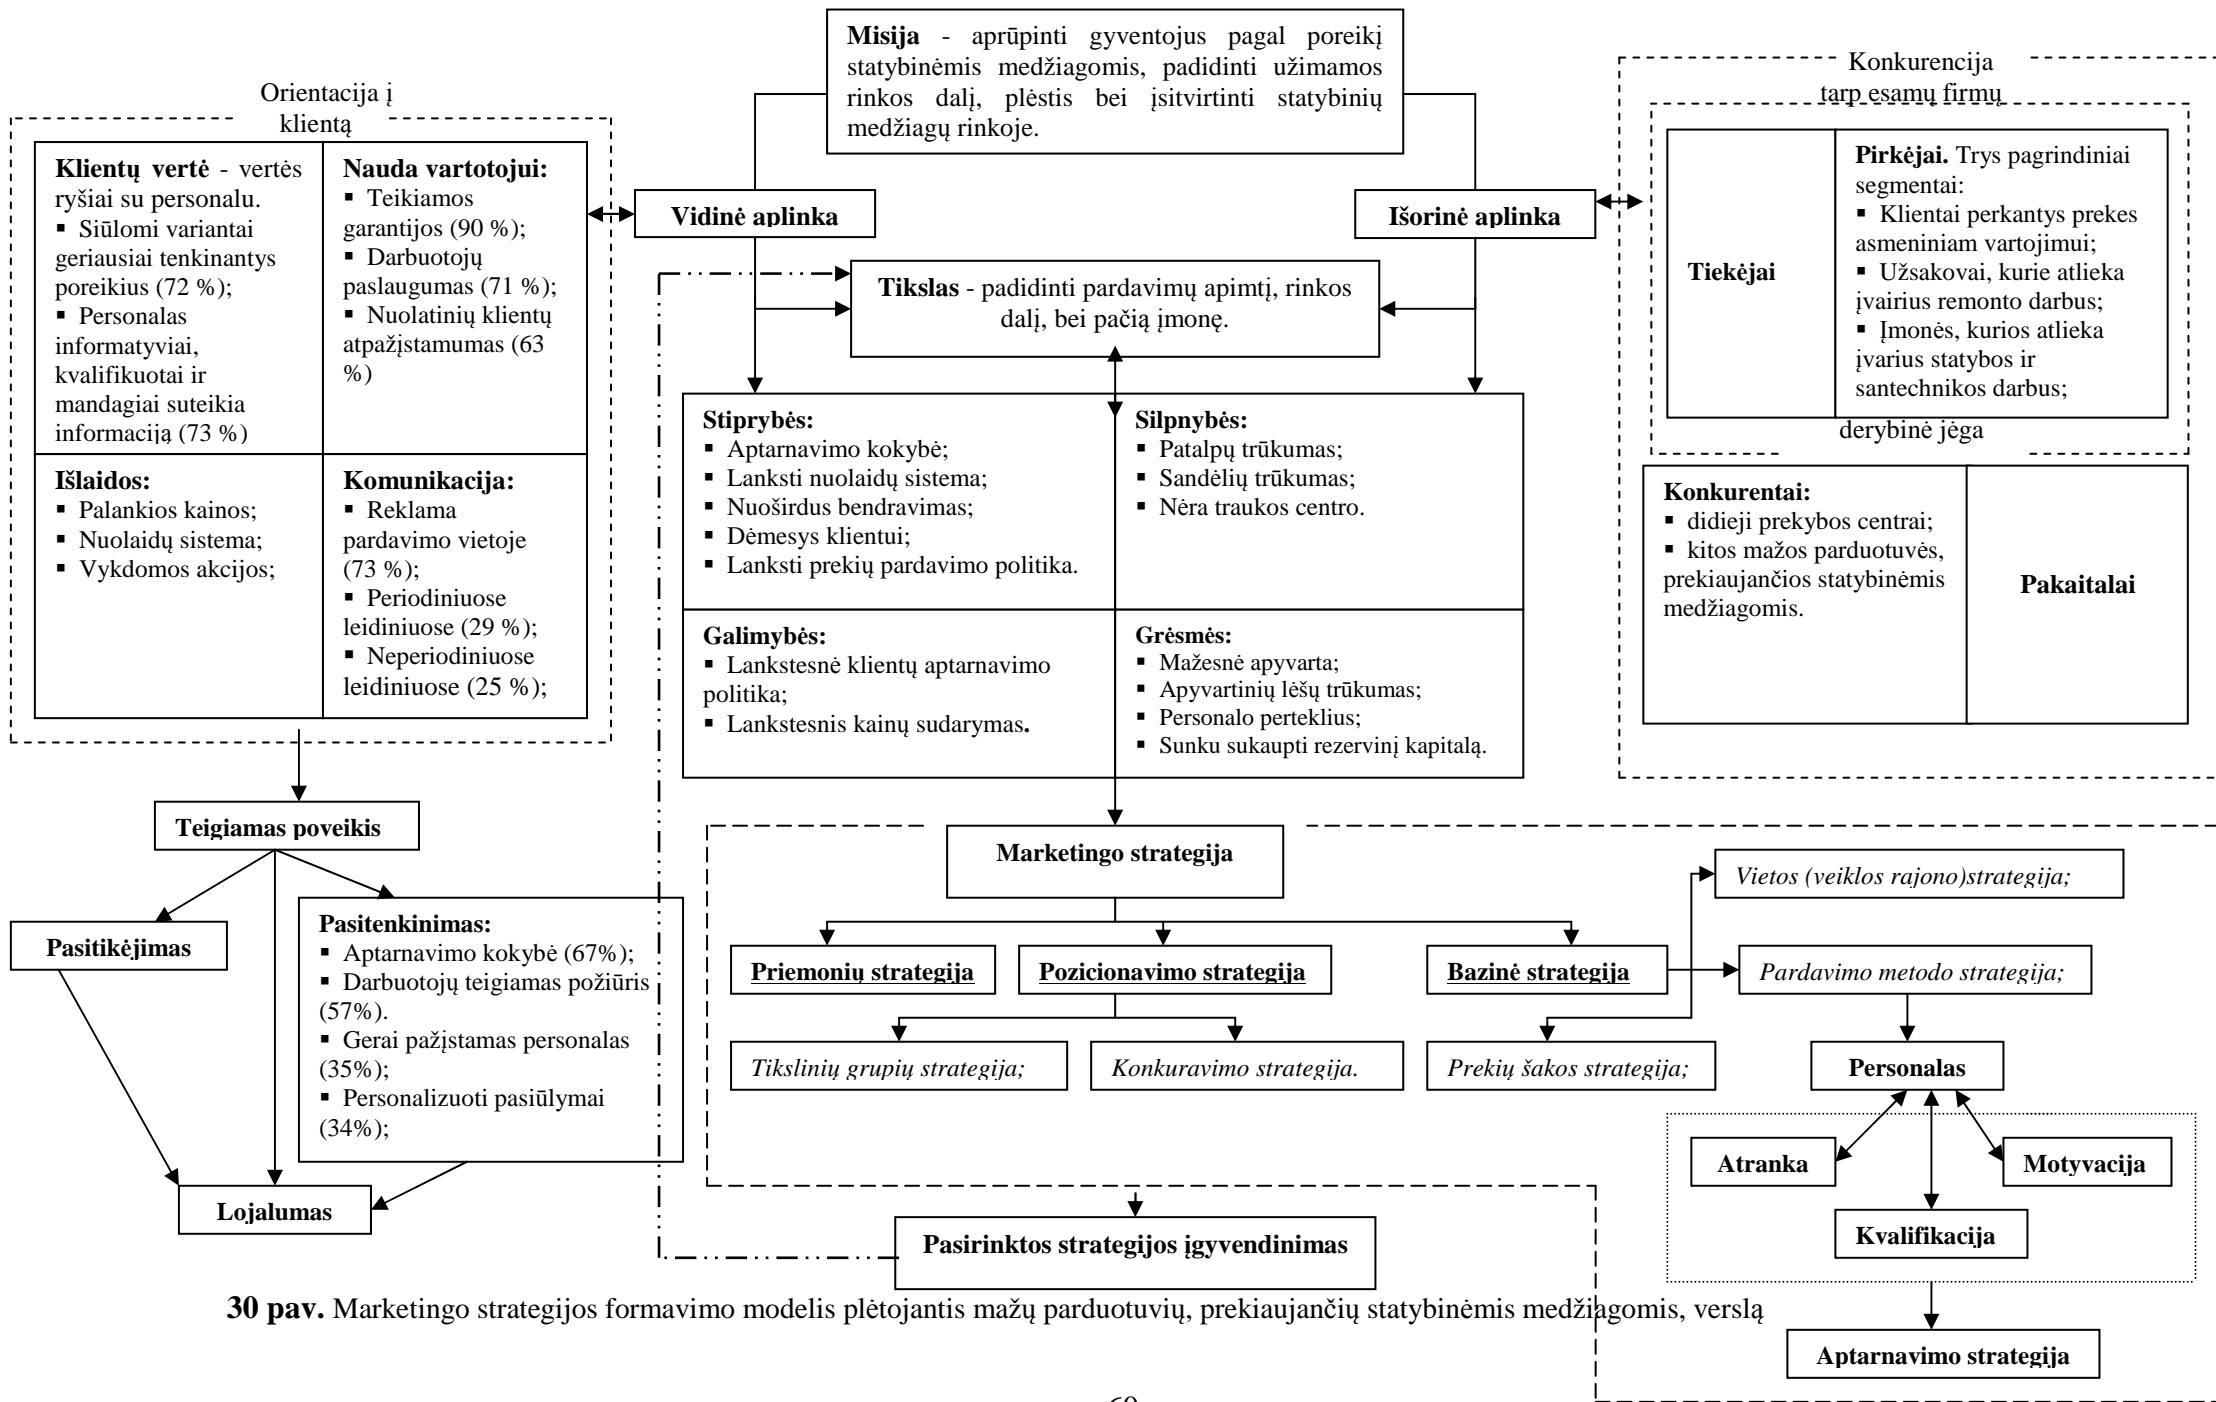 Misija - aprūpinti gyventojus pagal poreikį
statybinėmis medžiagomis, padidinti užimamos
rinkos dalį, plėstis bei įsitvirtinti statybinių
medžiagų rinkoje.
Orientacija į
klientą
Klientų vertė - vertės
ryšiai su personalu.
▪ Siūlomi variantai
geriausiai tenkinantys
poreikius (72 %);
▪ Personalas
informatyviai,
kvalifikuotai ir
mandagiai suteikia
informaciją (73 %)
Nauda vartotojui:
▪ Teikiamos
garantijos (90 %);
▪ Darbuotojų
paslaugumas (71 %);
▪ Nuolatinių klientų
atpažįstamumas (63
%)
Išlaidos:
▪ Palankios kainos;
▪ Nuolaidų sistema;
▪ Vykdomos akcijos;
Komunikacija:
▪ Reklama
pardavimo vietoje
(73 %);
▪ Periodiniuose
leidiniuose (29 %);
▪ Neperiodiniuose
leidiniuose (25 %);
Vidinė aplinka
Išorinė aplinka
Tikslas - padidinti pardavimų apimtį, rinkos
dalį, bei pačią įmonę.
Stiprybės:
▪ Aptarnavimo kokybė;
▪ Lanksti nuolaidų sistema;
▪ Nuoširdus bendravimas;
▪ Dėmesys klientui;
▪ Lanksti prekių pardavimo politika.
Silpnybės:
▪ Patalpų trūkumas;
▪ Sandėlių trūkumas;
▪ Nėra traukos centro.
Galimybės:
▪ Lankstesnė klientų aptarnavimo
politika;
▪ Lankstesnis kainų sudarymas.
Grėsmės:
▪ Mažesnė apyvarta;
▪ Apyvartinių lėšų trūkumas;
▪ Personalo perteklius;
▪ Sunku sukaupti rezervinį kapitalą.
Konkurencija
tarp esamų firmų
Tiekėjai
Pirkėjai. Trys pagrindiniai
segmentai:
▪ Klientai perkantys prekes
asmeniniam vartojimui;
▪ Užsakovai, kurie atlieka
įvairius remonto darbus;
▪ Įmonės, kurios atlieka
įvarius statybos ir
santechnikos darbus;
derybinė jėga
Konkurentai:
▪ didieji prekybos centrai;
▪ kitos mažos parduotuvės,
prekiaujančios statybinėmis
medžiagomis.
Pakaitalai
Teigiamas poveikis
Pasitikėjimas
Pasitenkinimas:
▪ Aptarnavimo kokybė (67%);
▪ Darbuotojų teigiamas požiūris
(57%).
▪ Gerai pažįstamas personalas
(35%);
▪ Personalizuoti pasiūlymai
(34%);
Lojalumas
Marketingo strategija
Priemonių strategija
Pozicionavimo strategija
Bazinė strategija
Vietos (veiklos rajono)strategija;
Pardavimo metodo strategija;
Tikslinių grupių strategija;
Konkuravimo strategija.
Prekių šakos strategija;
Personalas
Atranka
Motyvacija
Kvalifikacija
Aptarnavimo strategija
Pasirinktos strategijos įgyvendinimas
30 pav. Marketingo strategijos formavimo modelis plėtojantis mažų parduotuvių, prekiaujančių statybinėmis medžiagomis, verslą